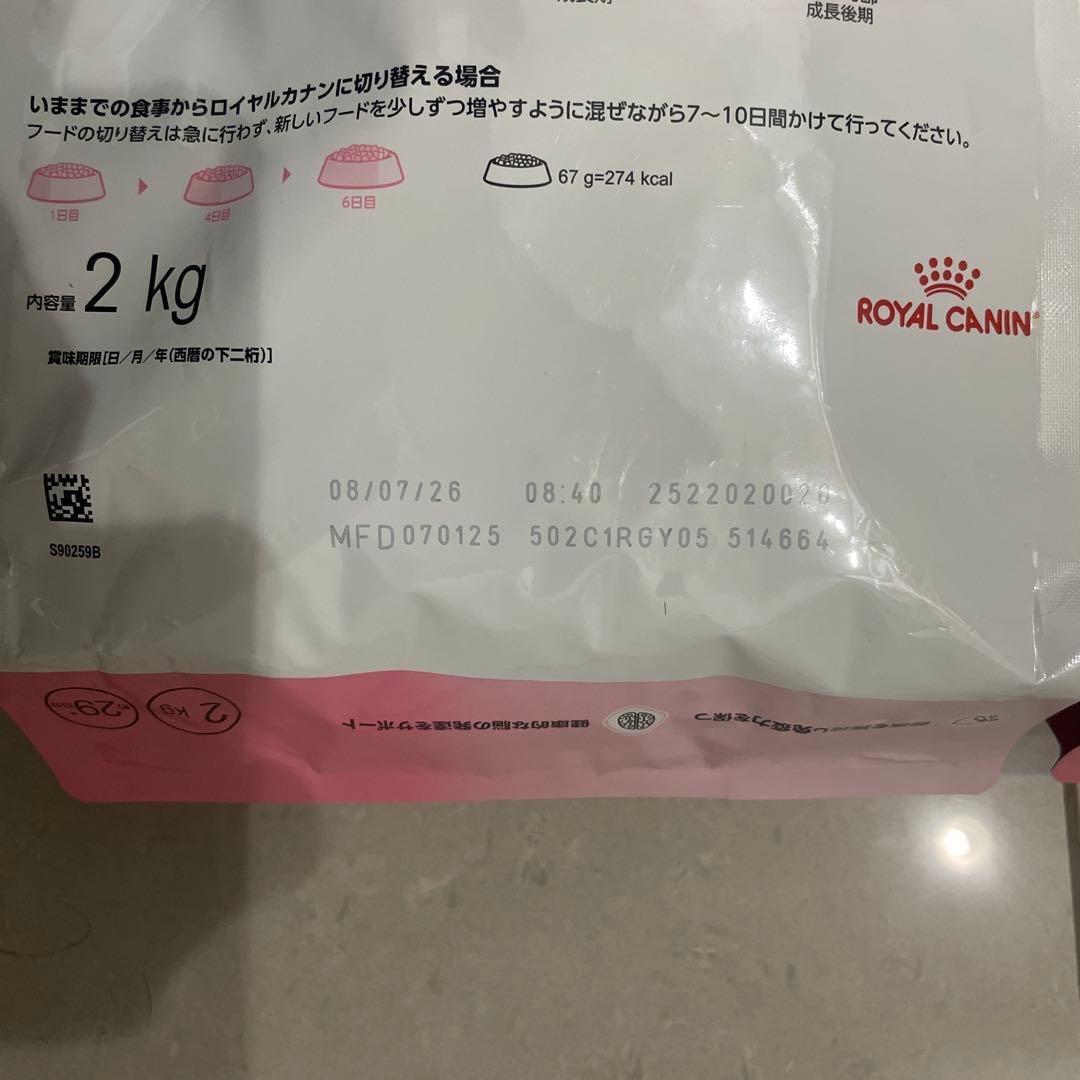 成長後期
いままでの食事からロイヤルカナンに切り替える場合
フードの切り替えは急に行わず、新しいフードを少しずつ増やすように混ぜながら7〜10日間かけて行ってください。
1日目
4日目
6日目
67 g=274 kcal
内容量 2 kg
ROYAL CANIN
賞味期限[日/月/年(西暦の下二桁)]
08/07/26 08:40 2522020020
MFD070125 502C1RGY05 514664
S90259B
29
2 kg
健康的な脳の発達をサポート
免疫力を保つ